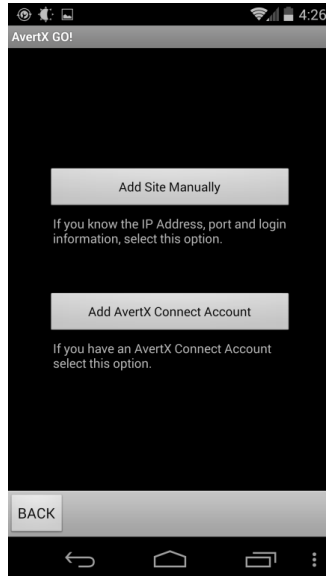 4:26
AvertX GO!
Add Site Manually
If you know the IP Address, port and login
information, select this option.
Add AvertX Connect Account
If you have an AvertX Connect Account
select this option.
BACK